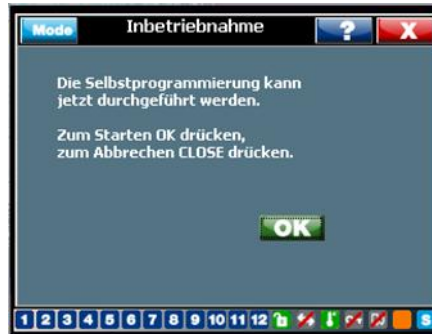 Mode Inbetriebnahme ? X
Die Selbstprogrammierung kann
jetzt durchgeführt werden.
Zum Starten OK drücken,
zum Abbrechen CLOSE drücken.
OK
1 2 3 4 5 6 7 8 9 10 11 12 S